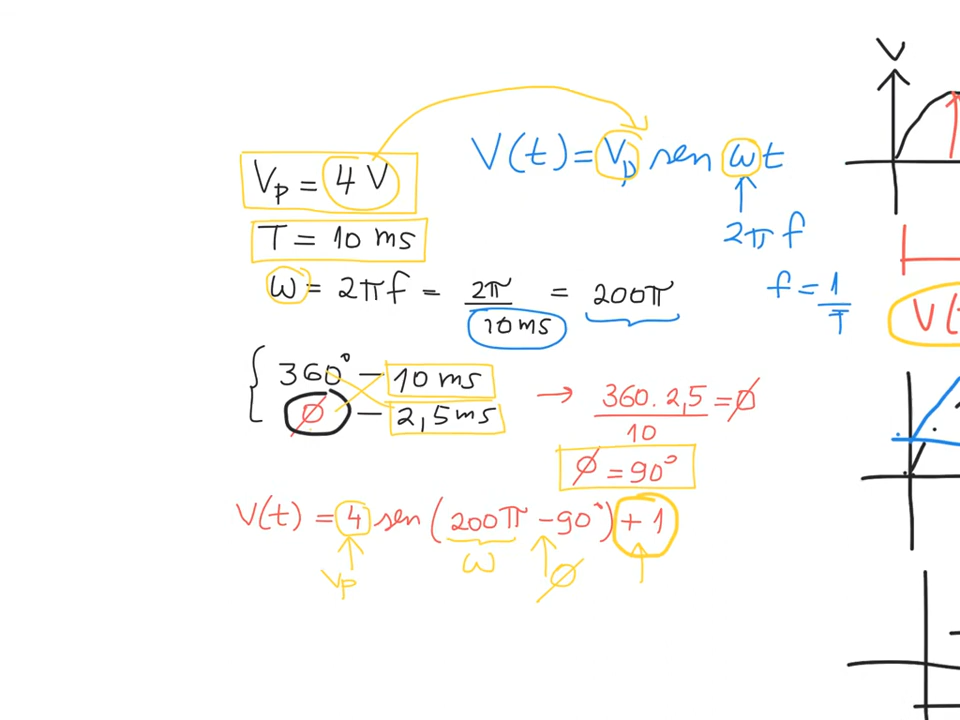 V
V(t) = Vp sen ωt
Vp = 4 V
2π f
T = 10 ms
ω = 2πf = 2π/10ms = 200π
f = 1/T
V(t
360° – 10 ms
∅ – 2,5 ms
→ 360. 2,5/10 = ∅
∅ = 90°
V(t) = 4 sen (200π - 90°) + 1
Vp ω ∅